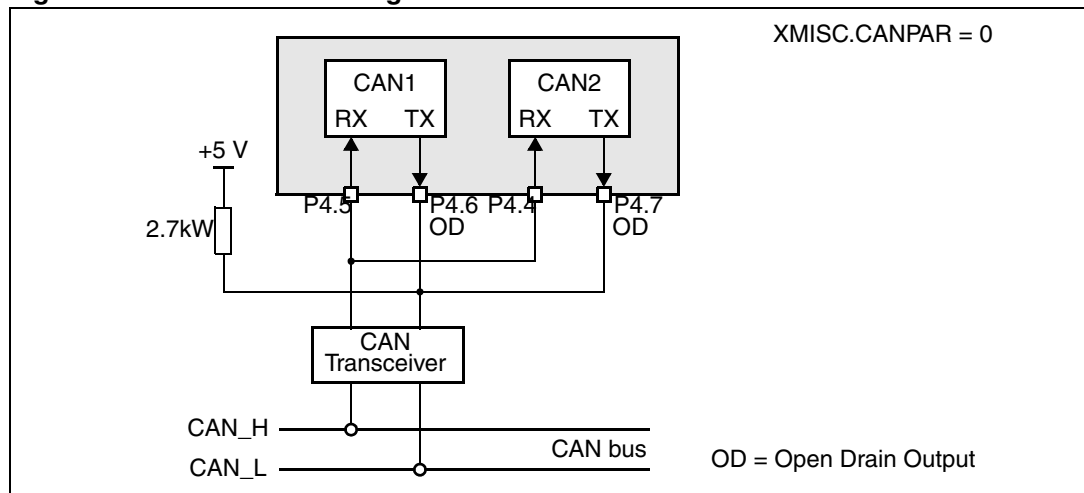 XMISC.CANPAR = 0
CAN1
CAN2
RX TX
RX TX
+5 V
P4.5
P4.6
P4.4
P4.7
OD
OD
2.7kW
CAN
Transceiver
CAN_H
CAN bus
CAN_L
OD = Open Drain Output